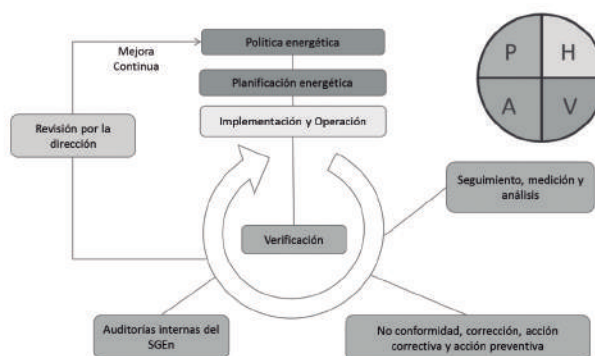 Mejora
Continua
Política energética
Planificación energética
Implementación y Operación
P
H
A
V
Revisión por la
dirección
Seguimiento, medición y
análisis
Verificación
Auditorías internas del
SGEn
No conformidad, corrección, acción
correctiva y acción preventiva